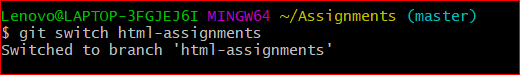 Lenovo@LAPTOP-3FGJEJ6I MINGW64 ~/Assignments (master)
$ git switch html-assignments
Switched to branch 'html-assignments'